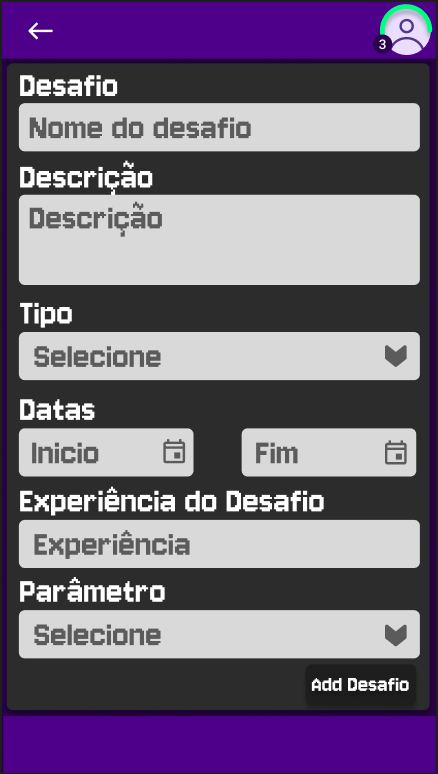 3
Desafio
Nome do desafio
Descrição
Descrição
Tipo
Selecione
Datas
Inicio
Fim
Experiência do Desafio
Experiência
Parâmetro
Selecione
Add Desafio